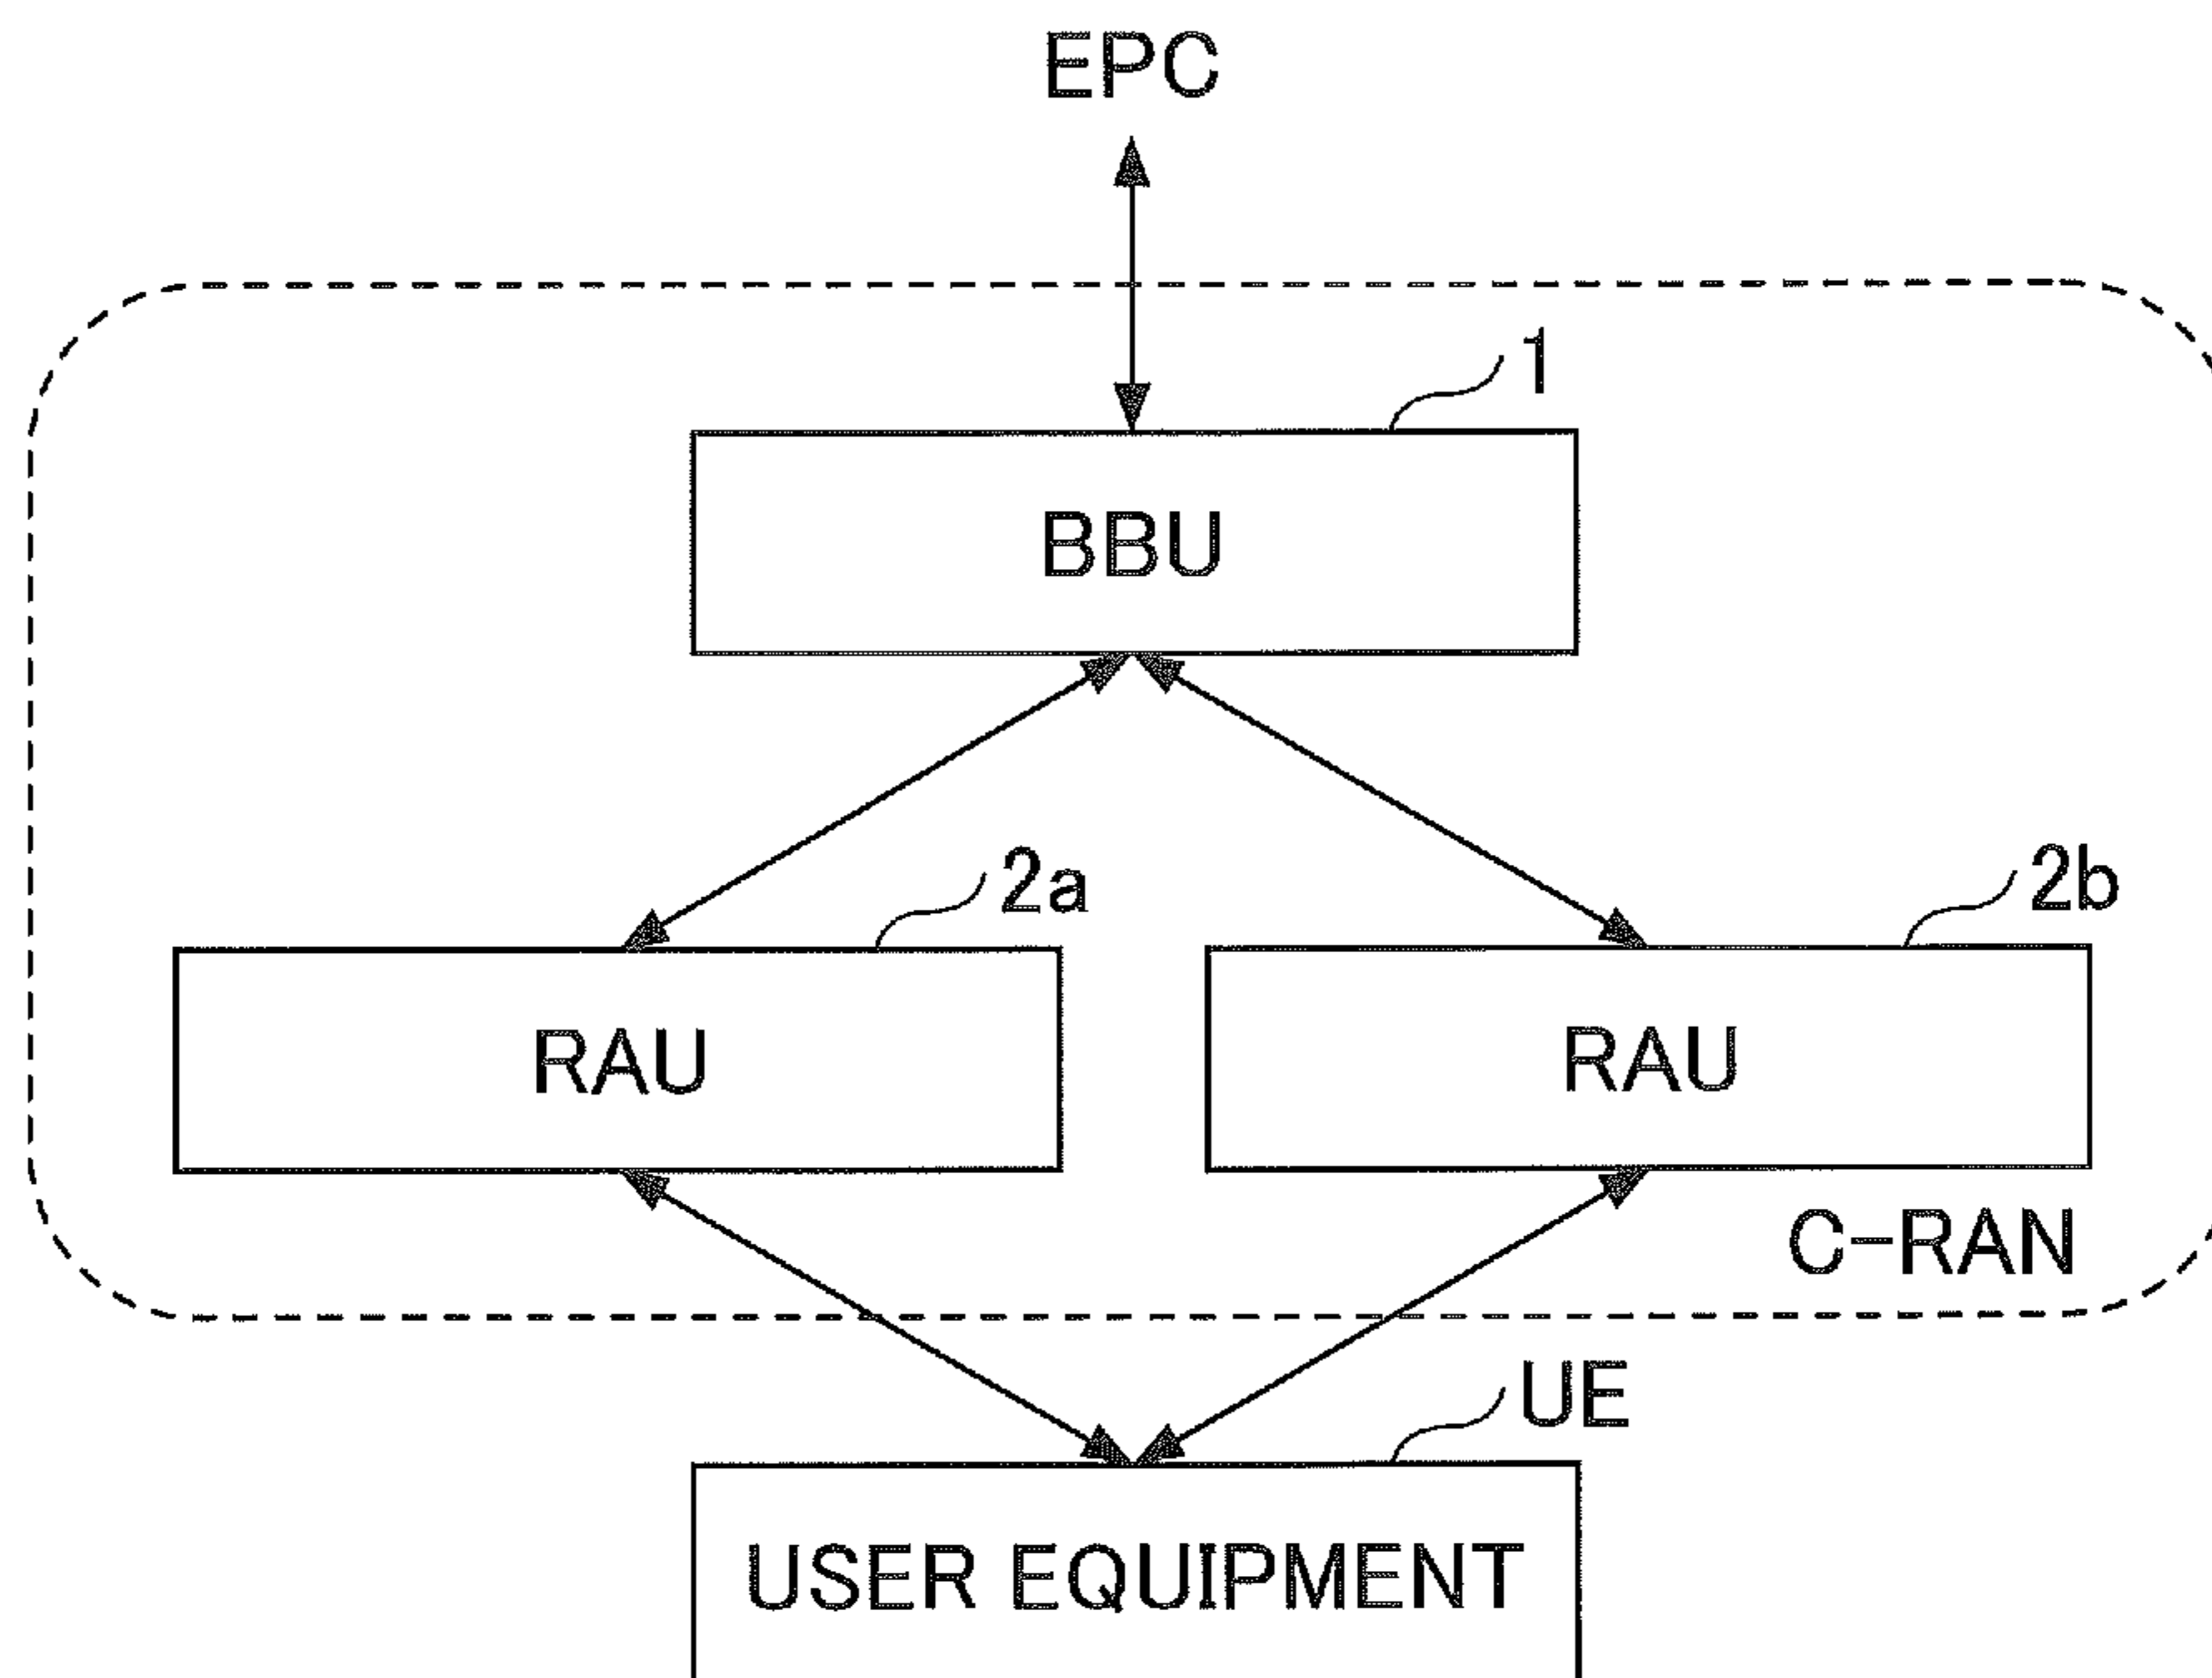 EPC
1
BBU
2a
2b
RAU
RAU
C-RAN
UE
USER EQUIPMENT